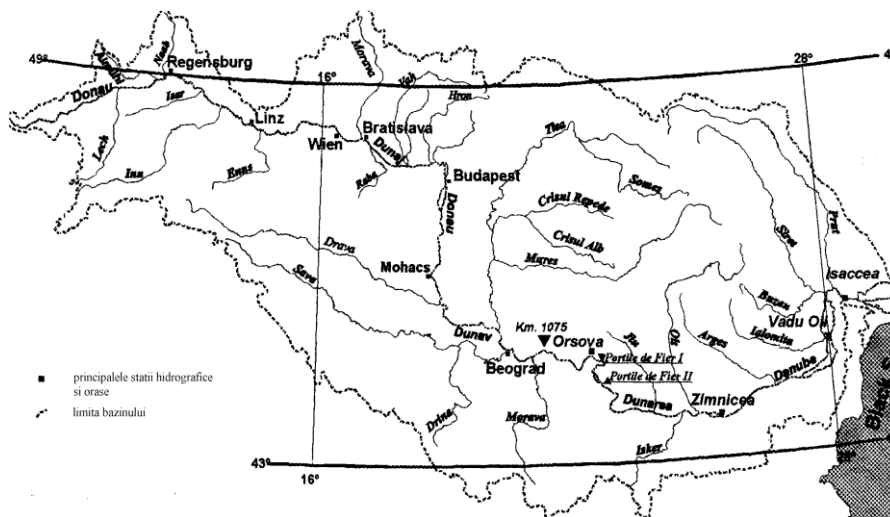 49°
Naab
Altmühl
Regensburg
Donau
Isar
Lech
Inn
Linz
Enns
Wien
16°
Morava
Vah
Hron
Bratislava
Dunaj
Raba
Budapest
Donau
Tisa
Somes
Crisul Repede
Crisul Alb
Mures
28°
Prut
Siret
Isaccea
Buzau
Vadu Oii
Ialomita
Arges
Drava
Sava
Mohacs
Dunav
Km. 1075
Orsova
Jiu
Olt
Portile de Fier I
Portile de Fier II
Beograd
Danube
Dunarea
Zimnicea
Drina
Morava
Isker
43°
16°
28°
principalele statii hidrografice
si orase
limita bazinului